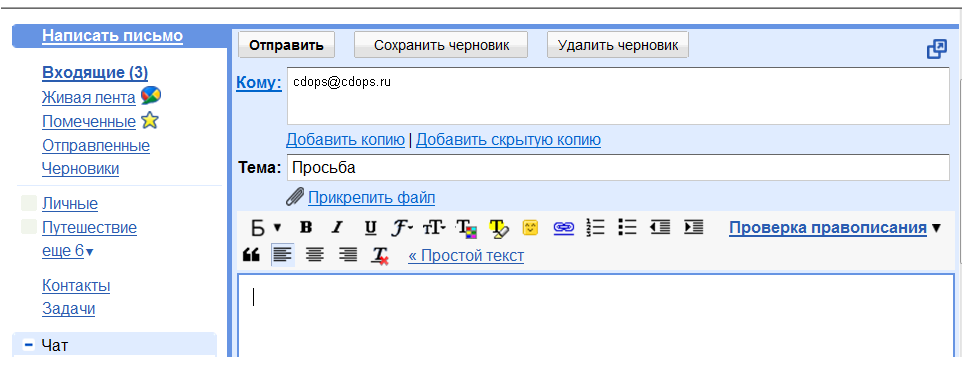 Написать письмо
Входящие (3)
Живая лента
Помеченные
Отправленные
Черновики
Личные
Путешествие
еще 6▼
Контакты
Задачи
Чат
Отправить Сохранить черновик Удалить черновик
Кому: cdops@cdops.ru
Добавить копию | Добавить скрытую копию
Тема: Просьба
Прикрепить файл
Б ▼ B I U F T T T Проверка правописания ▼
« Простой текст